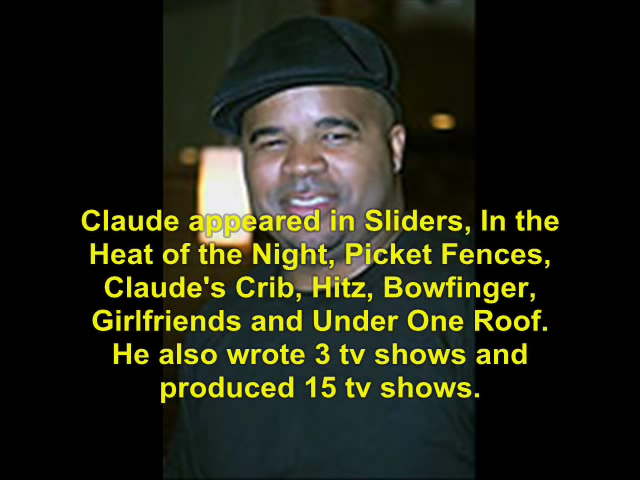 Claude appeared in Sliders, In the
Heat of the Night, Picket Fences,
Claude's Crib, Hitz, Bowfinger,
Girlfriends and Under One Roof.
He also wrote 3 tv shows and
produced 15 tv shows.